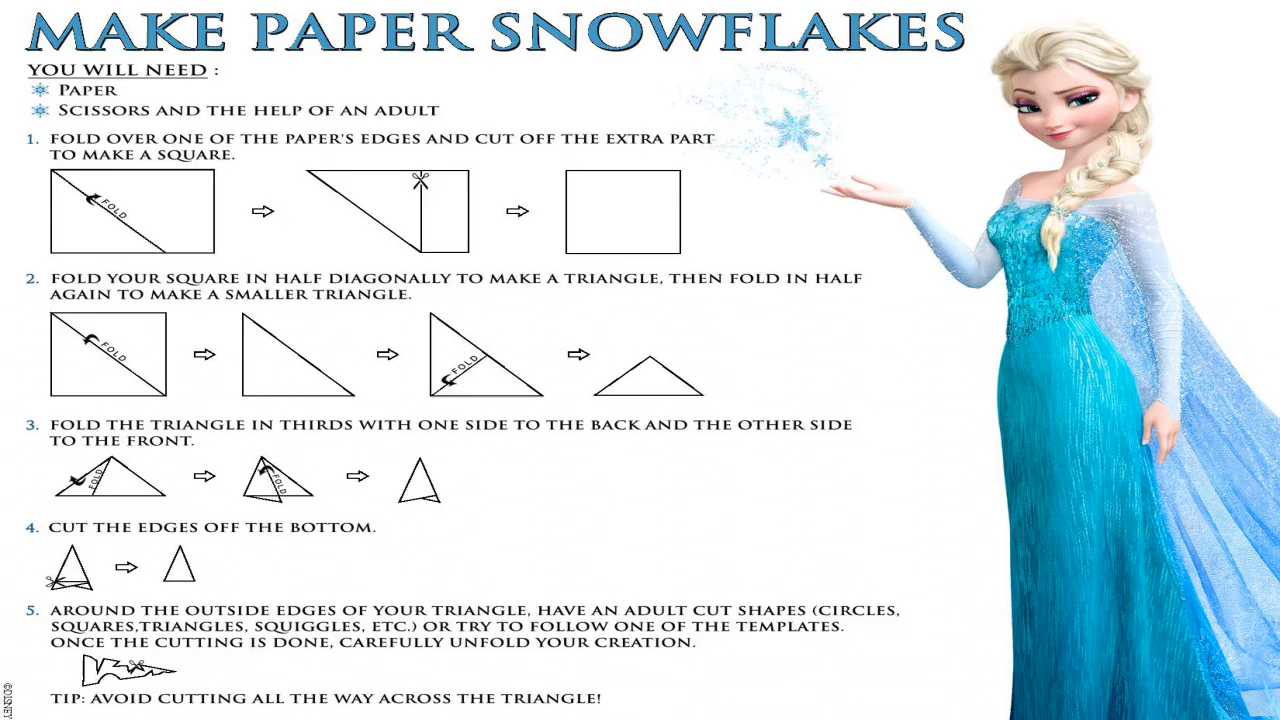 MAKE PAPER SNOWFLAKES
YOU WILL NEED :
PAPER
SCISSORS AND THE HELP OF AN ADULT
1. FOLD OVER ONE OF THE PAPER'S EDGES AND CUT OFF THE EXTRA PART
TO MAKE A SQUARE.
FOLD
2. FOLD YOUR SQUARE IN HALF DIAGONALLY TO MAKE A TRIANGLE, THEN FOLD IN HALF
AGAIN TO MAKE A SMALLER TRIANGLE.
FOLD
FOLD
3. FOLD THE TRIANGLE IN THIRDS WITH ONE SIDE TO THE BACK AND THE OTHER SIDE
TO THE FRONT.
FOLD
FOLD
4. CUT THE EDGES OFF THE BOTTOM.
5. AROUND THE OUTSIDE EDGES OF YOUR TRIANGLE, HAVE AN ADULT CUT SHAPES (CIRCLES,
SQUARES,TRIANGLES, SQUIGGLES, ETC.) OR TRY TO FOLLOW ONE OF THE TEMPLATES.
ONCE THE CUTTING IS DONE, CAREFULLY UNFOLD YOUR CREATION.
TIP: AVOID CUTTING ALL THE WAY ACROSS THE TRIANGLE!
©DISNEY